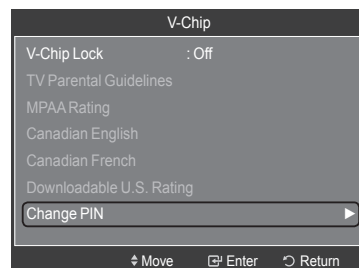 V-Chip
V-Chip Lock : Off
TV Parental Guidelines
MPAA Rating
Canadian English
Canadian French
Downloadable U.S. Rating
Change PIN ►
Move Enter Return